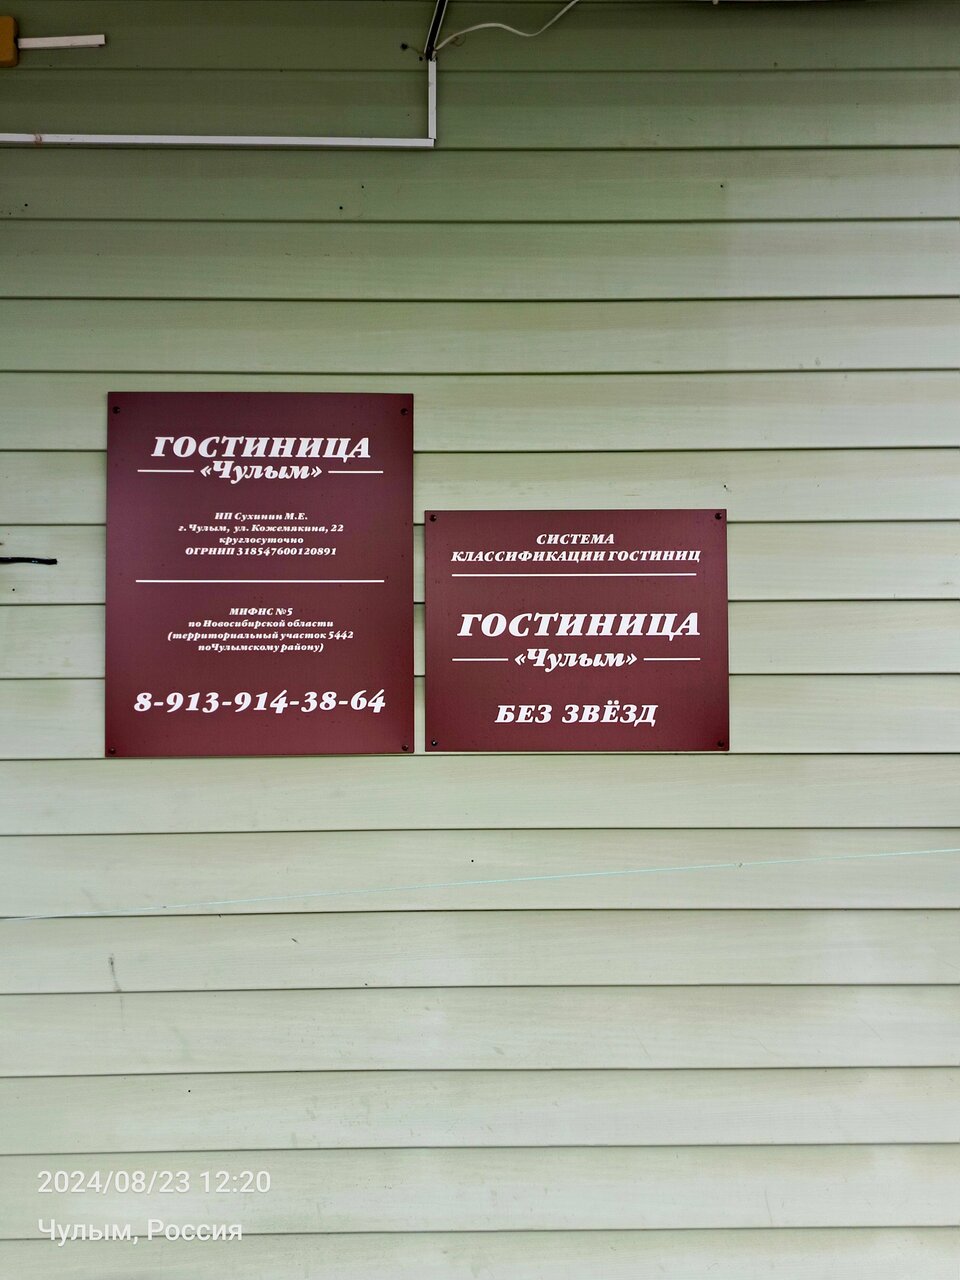 ГОСТИНИЦА
«Чулым»
ИП Сухинин М.Е.
г. Чулым, ул. Кожемякина, 22
круглосуточно
ОГРНИП 318547600120891
МИФНС №5
по Новосибирской области
(территориальный участок 5442
поЧулымскому району)
8-913-914-38-64
СИСТЕМА
КЛАССИФИКАЦИИ ГОСТИНИЦ
ГОСТИНИЦА
«Чулым»
БЕЗ ЗВЁЗД
2024/08/23 12:20
Чулым, Россия